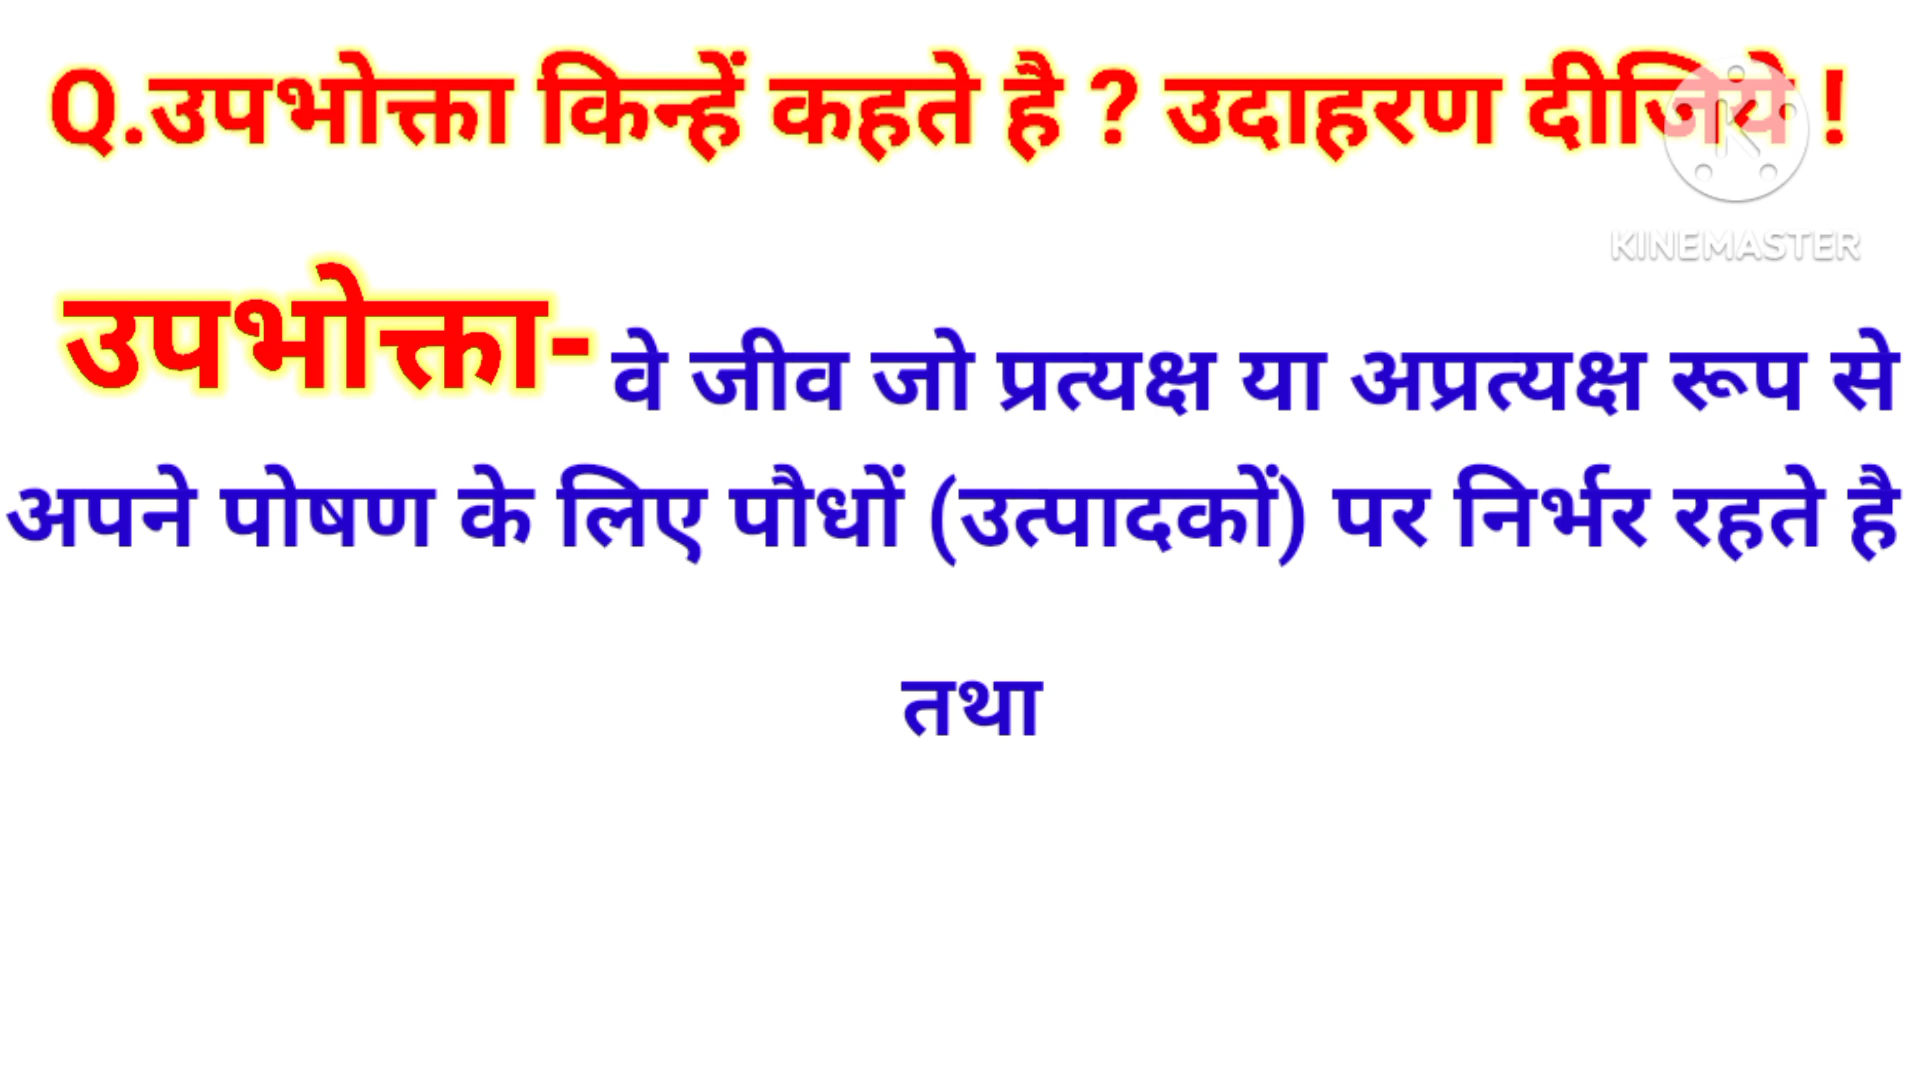 Q.उपभोक्ता किन्हें कहते है ? उदाहरण दीजिये !
KINEMASTER
उपभोक्ता- वे जीव जो प्रत्यक्ष या अप्रत्यक्ष रूप से
अपने पोषण के लिए पौधों (उत्पादकों) पर निर्भर रहते है
तथा